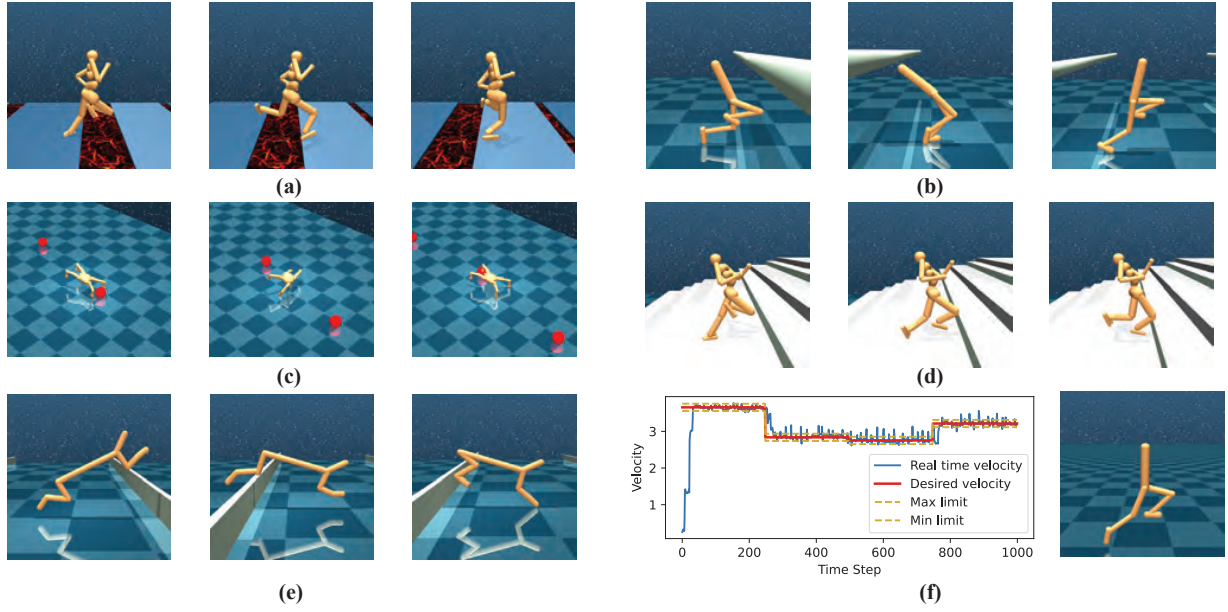 (a)
(b)
(c)
(d)
(e)
Velocity
3
2
1
Real time velocity
Desired velocity
Max limit
Min limit
0 200 400 600 800 1000
Time Step
(f)